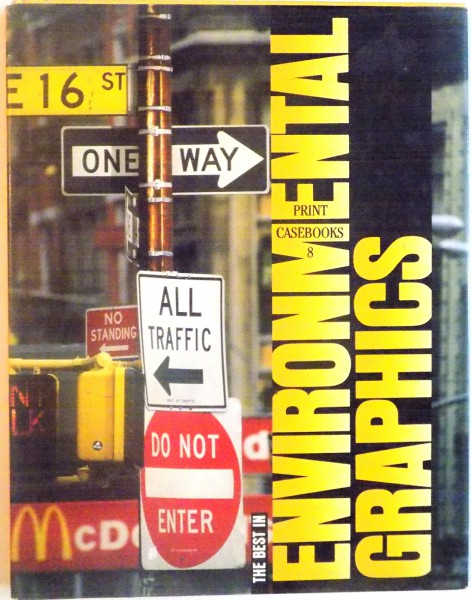 E 16 ST
ONE WAY
ALL
TRAFFIC
NO
STANDING
DO NOT
ENTER
McDo
THE BEST IN
ENVIRONMENTAL
GRAPHICS
PRINT
CASEBOOKS
8